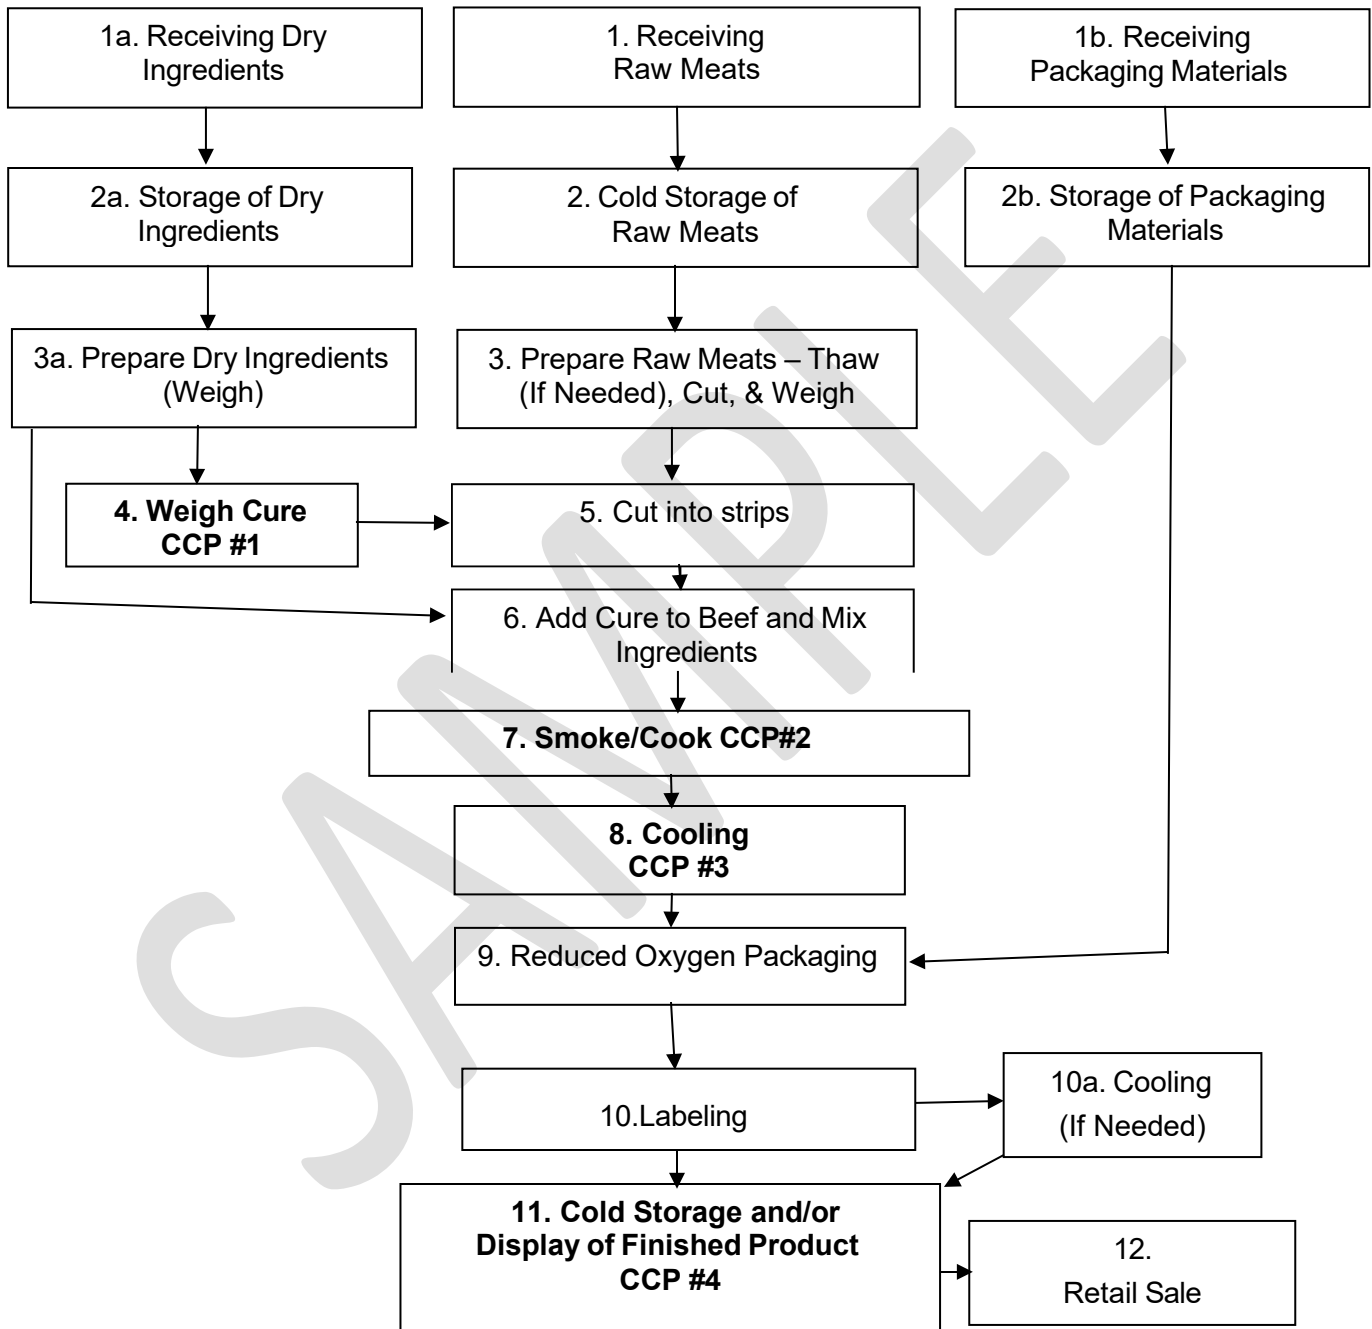 1a. Receiving Dry
Ingredients
1. Receiving
Raw Meats
1b. Receiving
Packaging Materials
2a. Storage of Dry
Ingredients
2. Cold Storage of
Raw Meats
2b. Storage of Packaging
Materials
3a. Prepare Dry Ingredients
(Weigh)
3. Prepare Raw Meats – Thaw
(If Needed), Cut, & Weigh
4. Weigh Cure
CCP #1
5. Cut into strips
6. Add Cure to Beef and Mix
Ingredients
7. Smoke/Cook CCP#2
8. Cooling
CCP #3
9. Reduced Oxygen Packaging
10.Labeling
10a. Cooling
(If Needed)
11. Cold Storage and/or
Display of Finished Product
CCP #4
12.
Retail Sale
SAMPLE